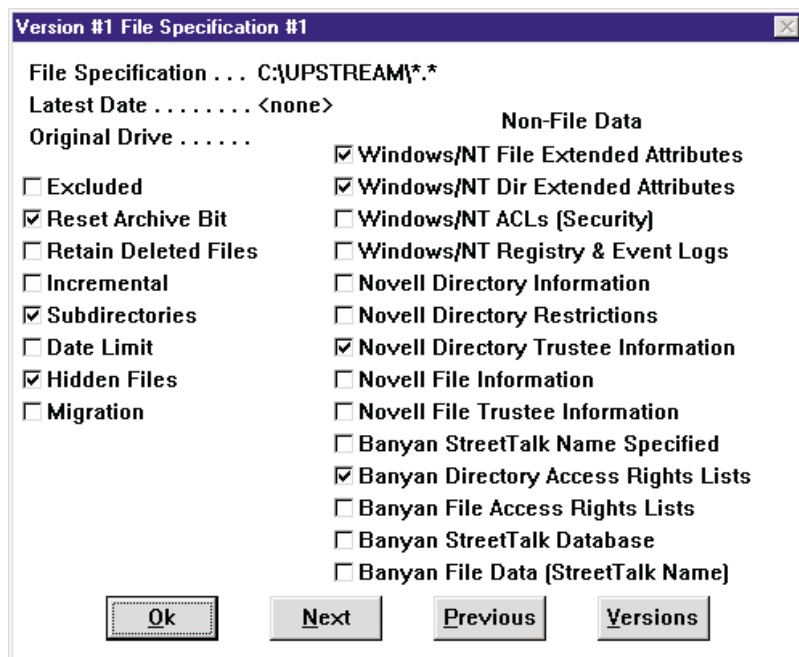 Version #1 File Specification #1
File Specification . . . C:\UPSTREAM\*.*
Latest Date . . . . . . . . <none>
Original Drive . . . . . .
Excluded
Reset Archive Bit
Retain Deleted Files
Incremental
Subdirectories
Date Limit
Hidden Files
Migration
Non-File Data
Windows/NT File Extended Attributes
Windows/NT Dir Extended Attributes
Windows/NT ACLs (Security)
Windows/NT Registry & Event Logs
Novell Directory Information
Novell Directory Restrictions
Novell Directory Trustee Information
Novell File Information
Novell File Trustee Information
Banyan StreetTalk Name Specified
Banyan Directory Access Rights Lists
Banyan File Access Rights Lists
Banyan StreetTalk Database
Banyan File Data (StreetTalk Name)
Ok
Next
Previous
Versions